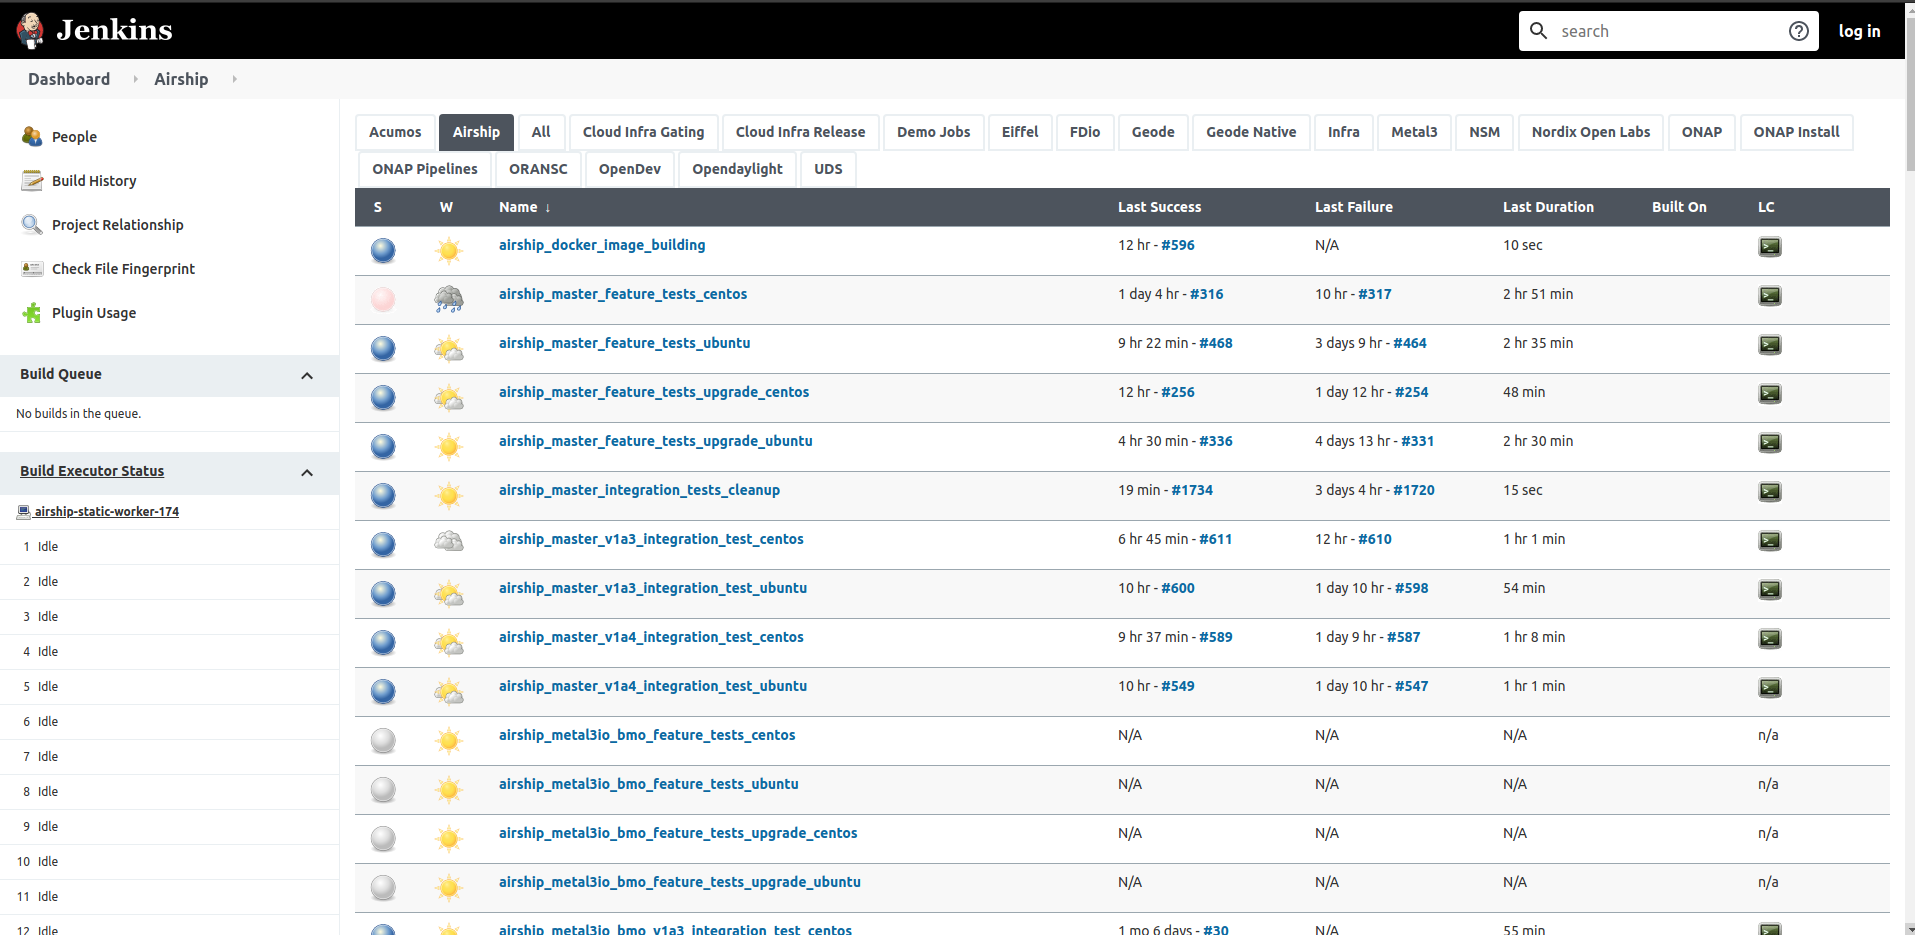 Jenkins
search
log in
Dashboard Airship
People
Build History
Project Relationship
Check File Fingerprint
Plugin Usage
Build Queue
No builds in the queue.
Build Executor Status
airship-static-worker-174
1 Idle
2 Idle
3 Idle
4 Idle
5 Idle
6 Idle
7 Idle
8 Idle
9 Idle
10 Idle
11 Idle
12 Idle
Acumos Airship All Cloud Infra Gating Cloud Infra Release Demo Jobs Eiffel FDio Geode Geode Native Infra Metal3 NSM Nordix Open Labs ONAP ONAP Install
ONAP Pipelines ORANSC OpenDev Opendaylight UDS
S W Name ↓ Last Success Last Failure Last Duration Built On LC
airship_docker_image_building 12 hr - #596 N/A 10 sec
airship_master_feature_tests_centos 1 day 4 hr - #316 10 hr - #317 2 hr 51 min
airship_master_feature_tests_ubuntu 9 hr 22 min - #468 3 days 9 hr - #464 2 hr 35 min
airship_master_feature_tests_upgrade_centos 12 hr - #256 1 day 12 hr - #254 48 min
airship_master_feature_tests_upgrade_ubuntu 4 hr 30 min - #336 4 days 13 hr - #331 2 hr 30 min
airship_master_integration_tests_cleanup 19 min - #1734 3 days 4 hr - #1720 15 sec
airship_master_v1a3_integration_test_centos 6 hr 45 min - #611 12 hr - #610 1 hr 1 min
airship_master_v1a3_integration_test_ubuntu 10 hr - #600 1 day 10 hr - #598 54 min
airship_master_v1a4_integration_test_centos 9 hr 37 min - #589 1 day 9 hr - #587 1 hr 8 min
airship_master_v1a4_integration_test_ubuntu 10 hr - #549 1 day 10 hr - #547 1 hr 1 min
airship_metal3io_bmo_feature_tests_centos N/A N/A N/A n/a
airship_metal3io_bmo_feature_tests_ubuntu N/A N/A N/A n/a
airship_metal3io_bmo_feature_tests_upgrade_centos N/A N/A N/A n/a
airship_metal3io_bmo_feature_tests_upgrade_ubuntu N/A N/A N/A n/a
airship_metal3io_bmo_v1a3_integration_test_centos 1 mo 6 days - #30 N/A 55 min